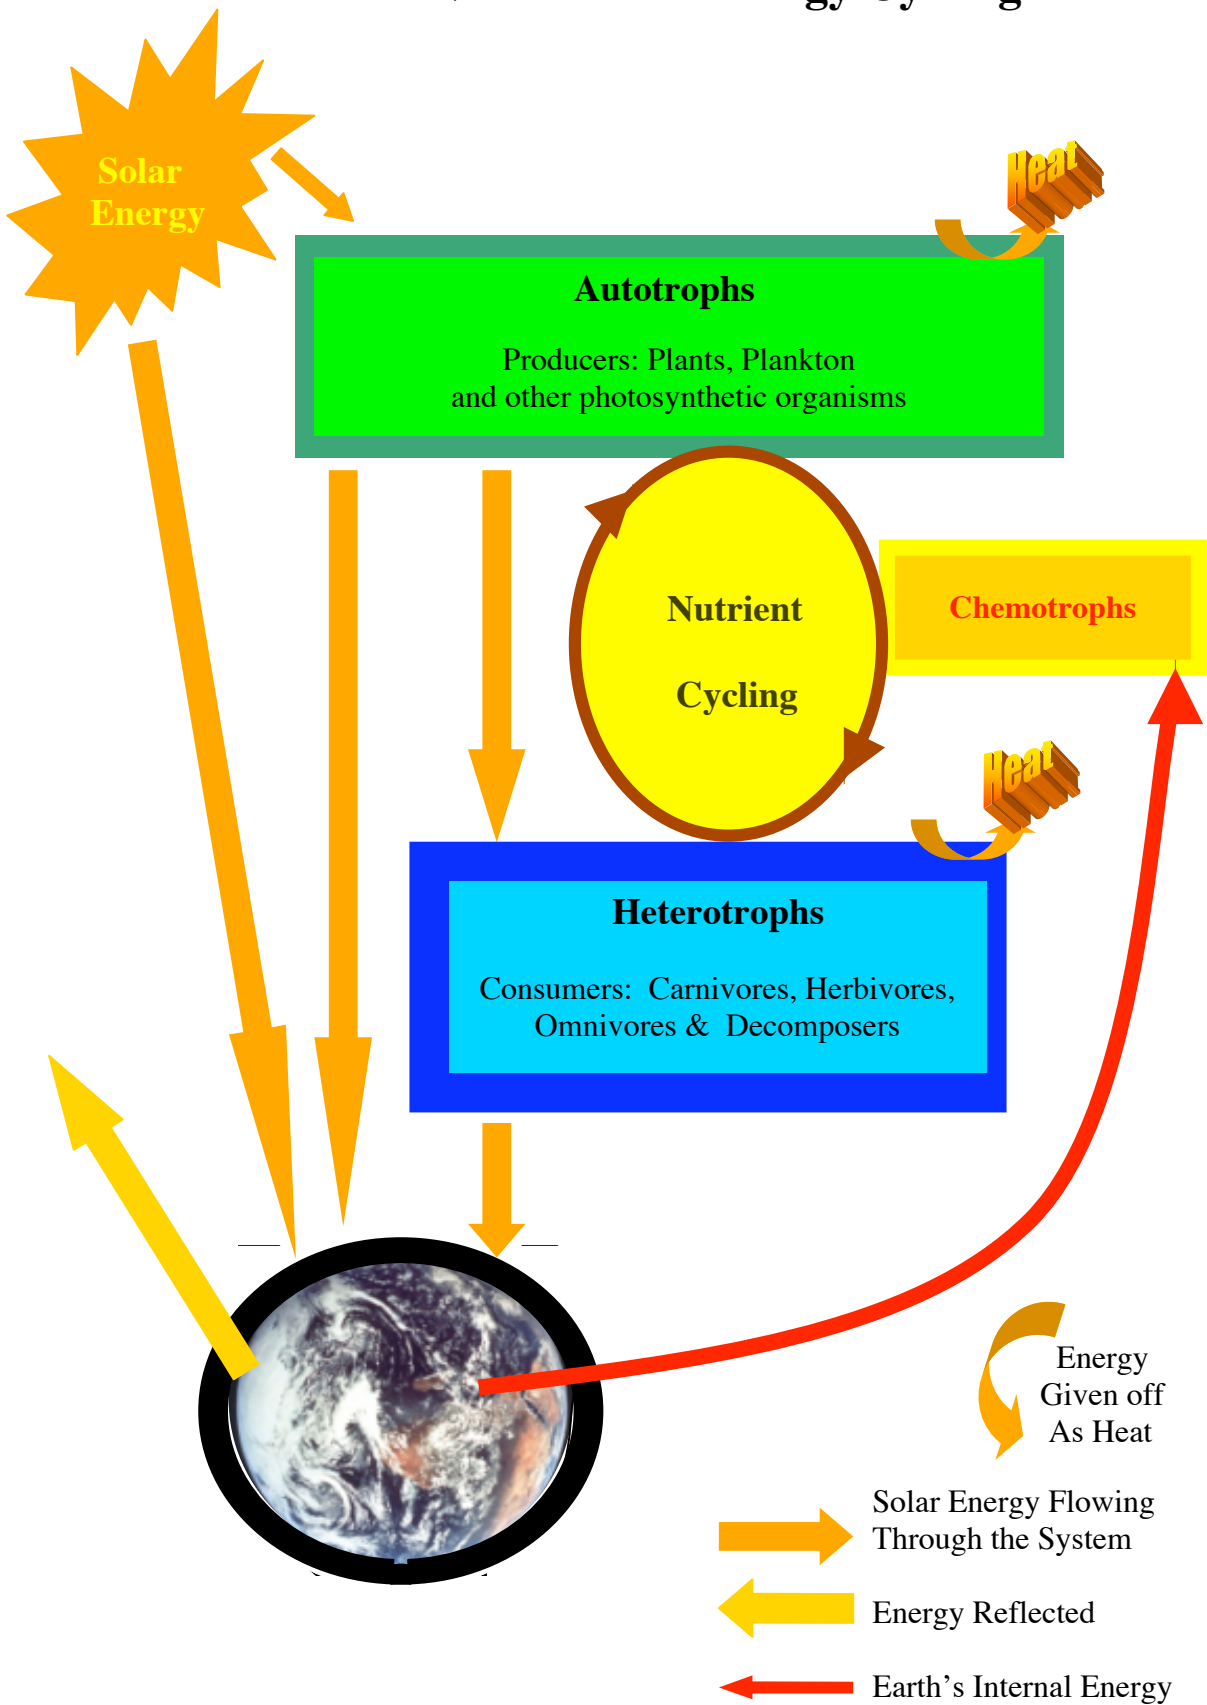 Solar
Energy
Heat
Autotrophs
Producers: Plants, Plankton
and other photosynthetic organisms
Nutrient
Cycling
Chemotrophs
Heat
Heterotrophs
Consumers:  Carnivores, Herbivores,
Omnivores &  Decomposers
Energy
Given off
As Heat
Solar Energy Flowing
Through the System
Energy Reflected
Earth's Internal Energy